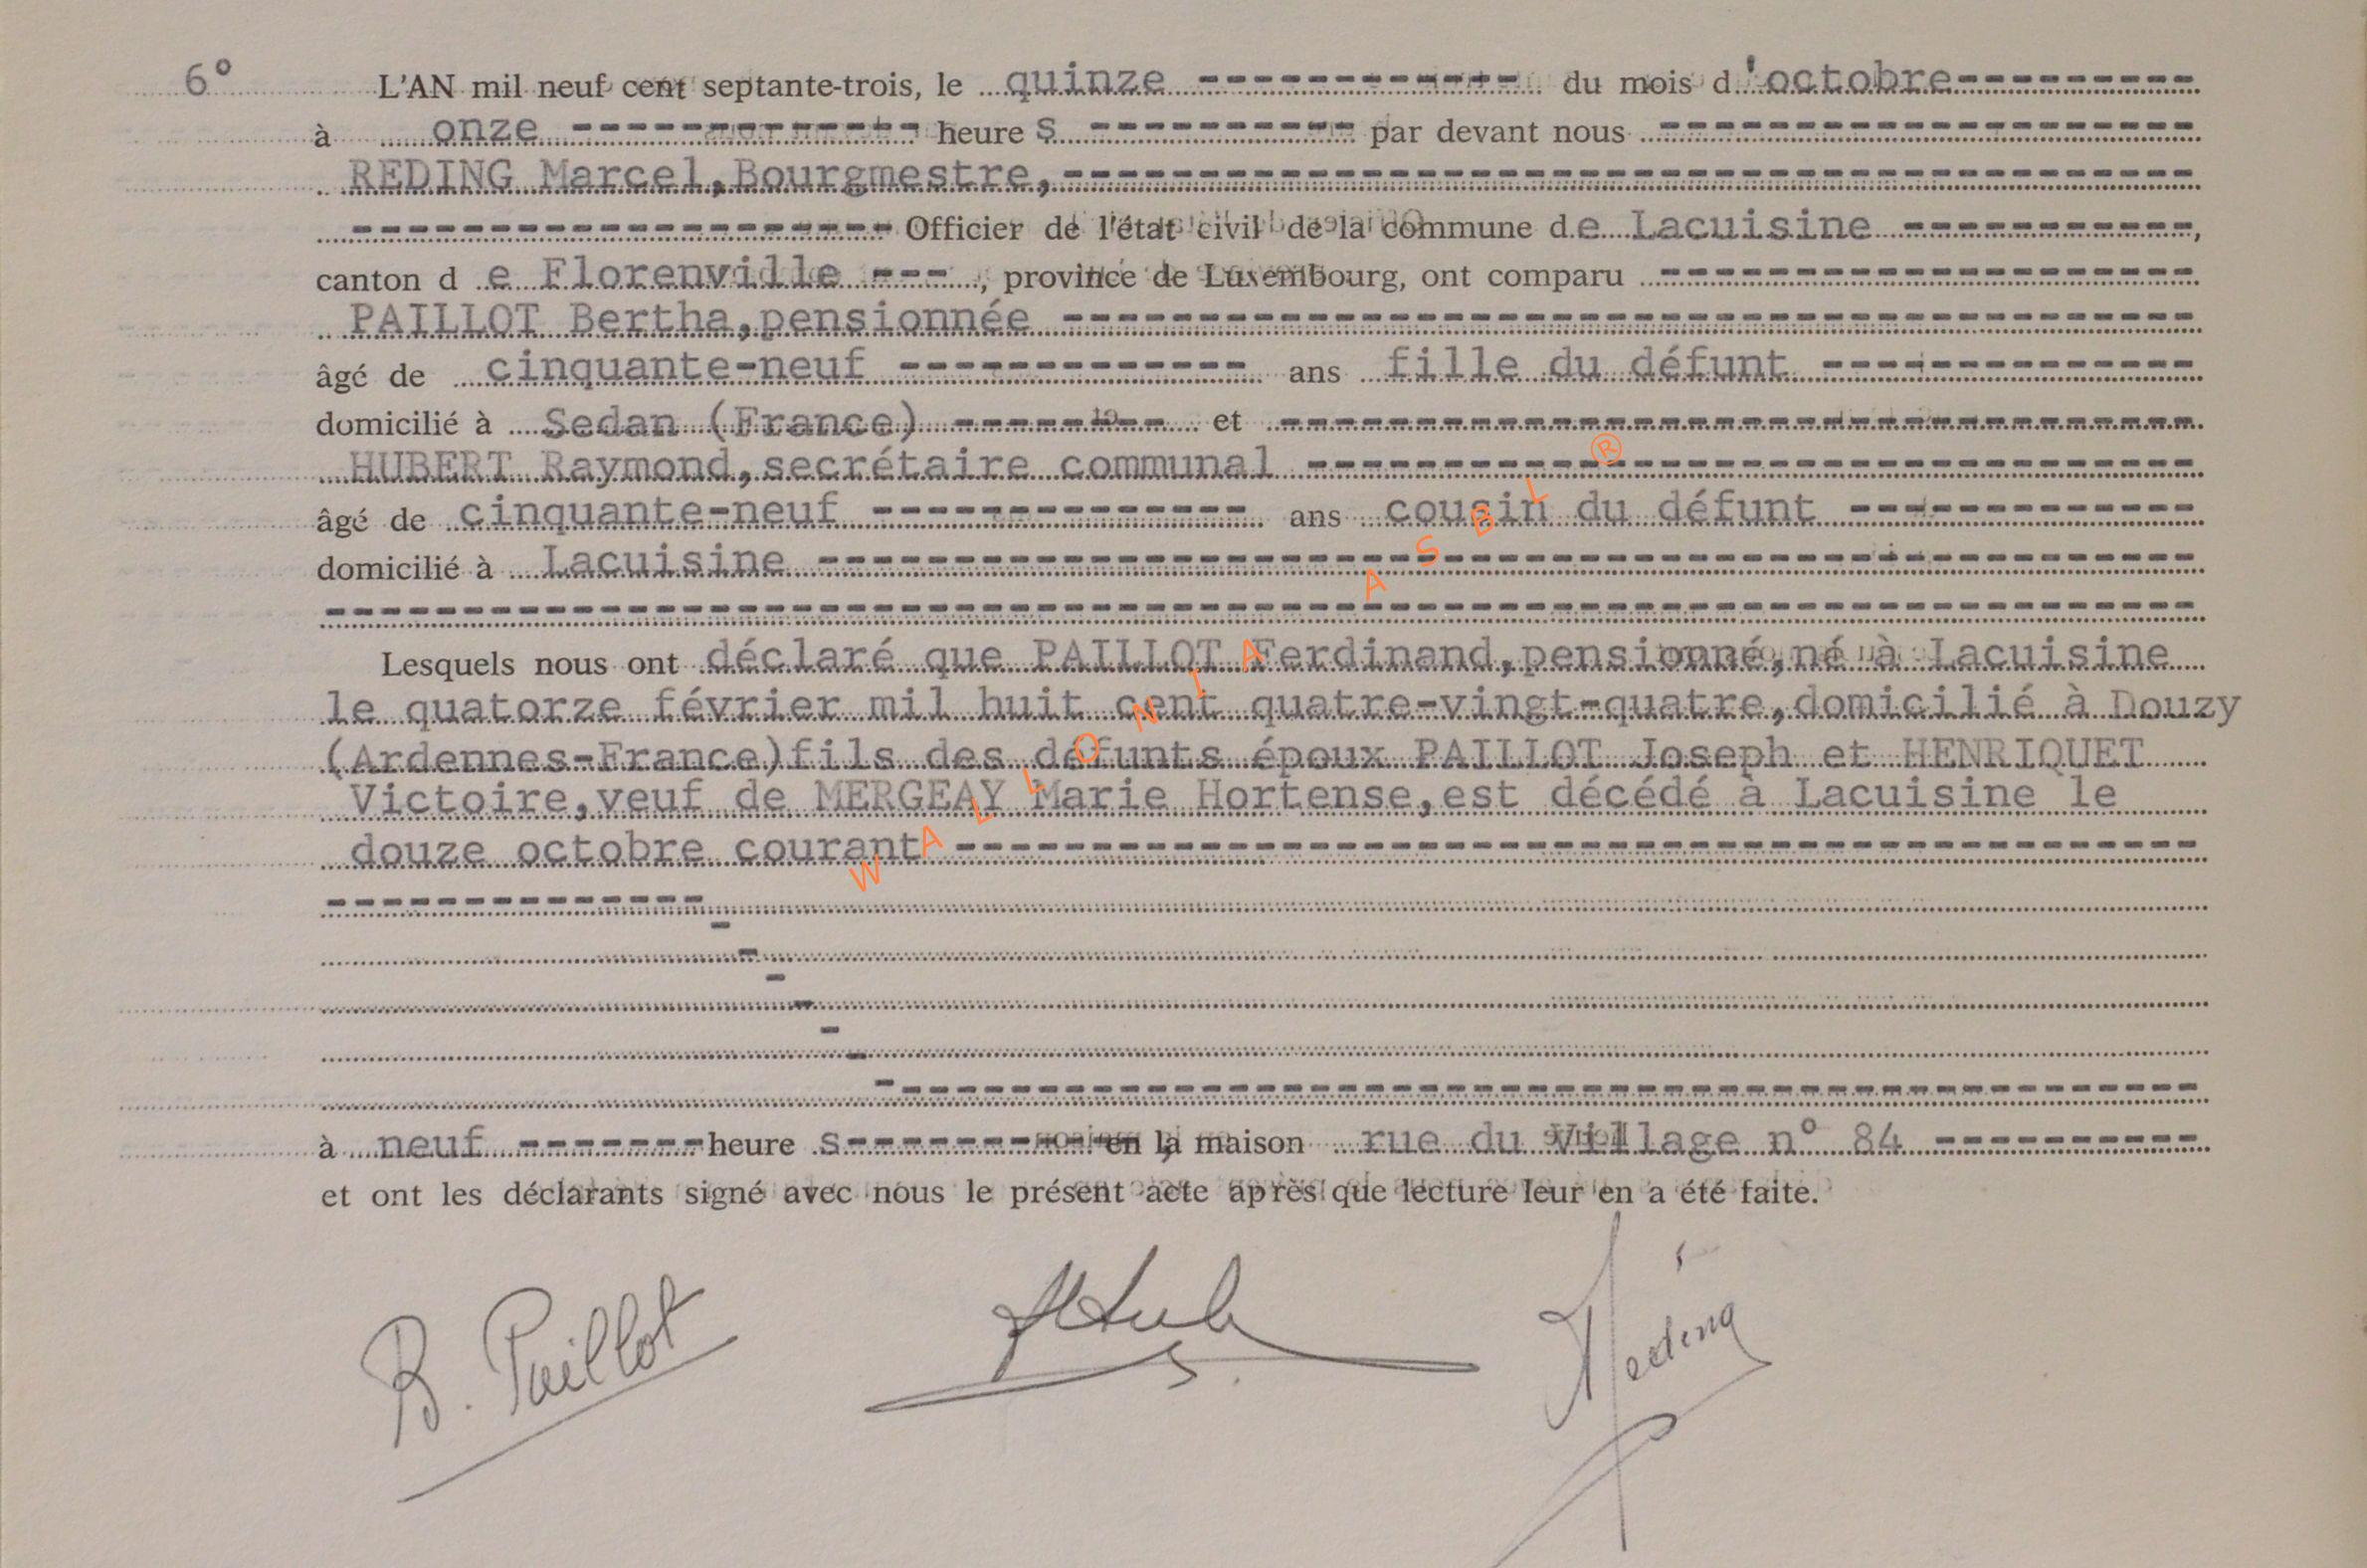 6° L'AN mil neuf cent septante-trois, le quinze ------------ du mois d'octobre---------
à onze ------------- heure s ---------- par devant nous --------------------
REDING Marcel,Bourgmestre,------------------------------------------
-------------------- Officier de l'état civil de la commune de Lacuisine -----------,
canton d e Florenville ---, province de Luxembourg, ont comparu --------------------
PAILLOT Bertha,pensionnée ------------------------------------------
âgé de cinquante-neuf ------------- ans fille du défunt --------------
domicilié à Sedan (France) -------- et ----------------------------------
HUBERT Raymond,secrétaire communal ---------------------------------
âgé de cinquante-neuf -------------- ans cousin du défunt -------------
domicilié à Lacuisine ---------------------------------------------------
---------------------------------------------------------------------
Lesquels nous ont déclaré que PAILLOT Ferdinand,pensionné,né à Lacuisine
le quatorze février mil huit cent quatre-vingt-quatre,domicilié à Douzy
(Ardennes-France)fils des défunts époux PAILLOT Joseph et HENRIQUET
Victoire,veuf de MERGEAY Marie Hortense,est décédé à Lacuisine le
douze octobre courant ----------------------------------------------
à neuf ------- heure s---------- en la maison rue du Village n° 84 ----------
et ont les déclarants signé avec nous le présent acte après que lecture leur en a été faite.
B. Paillot
Reding
WALLONIA ASBL ®